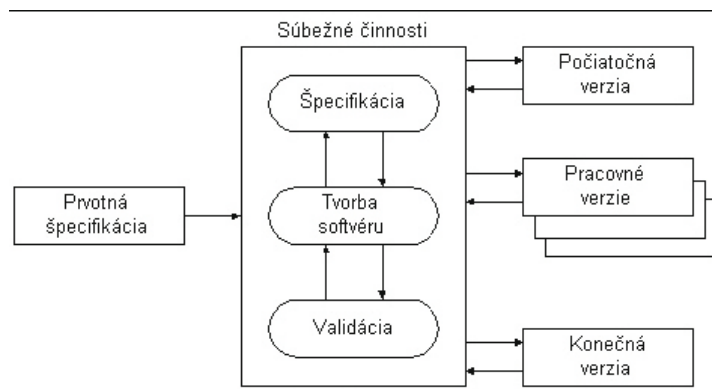 Súbežné činnosti
Prvotná
špecifikácia
Špecifikácia
Tvorba
softvéru
Validácia
Počiatočná
verzia
Pracovné
verzie
Konečná
verzia